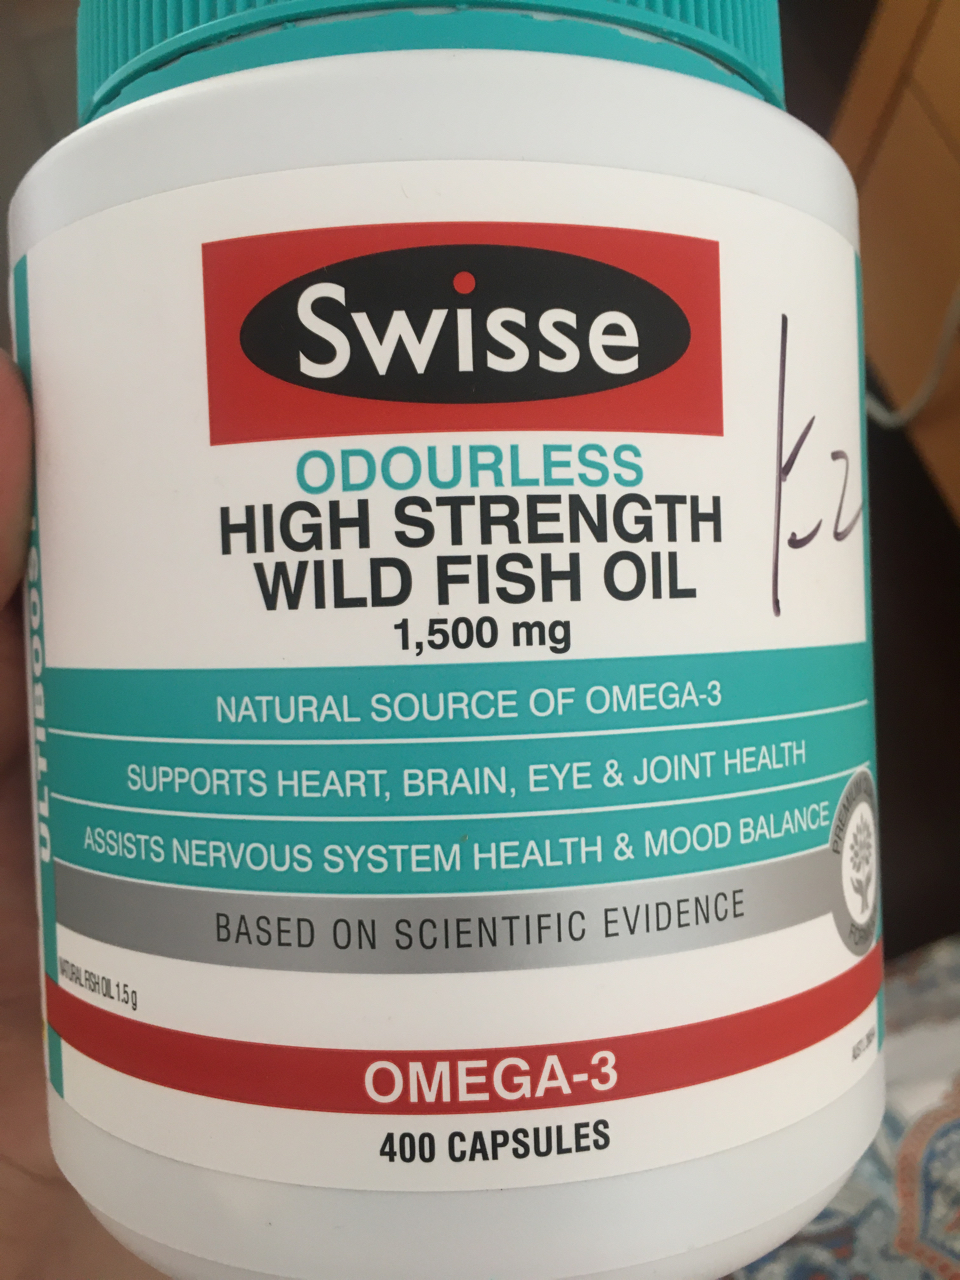 Swisse
ODOURLESS
HIGH STRENGTH
WILD FISH OIL
1,500 mg
NATURAL SOURCE OF OMEGA-3
SUPPORTS HEART, BRAIN, EYE & JOINT HEALTH
ASSISTS NERVOUS SYSTEM HEALTH & MOOD BALANCE
BASED ON SCIENTIFIC EVIDENCE
NATURAL FISH OIL 1.5 g
OMEGA-3
400 CAPSULES
ULTIBOOST